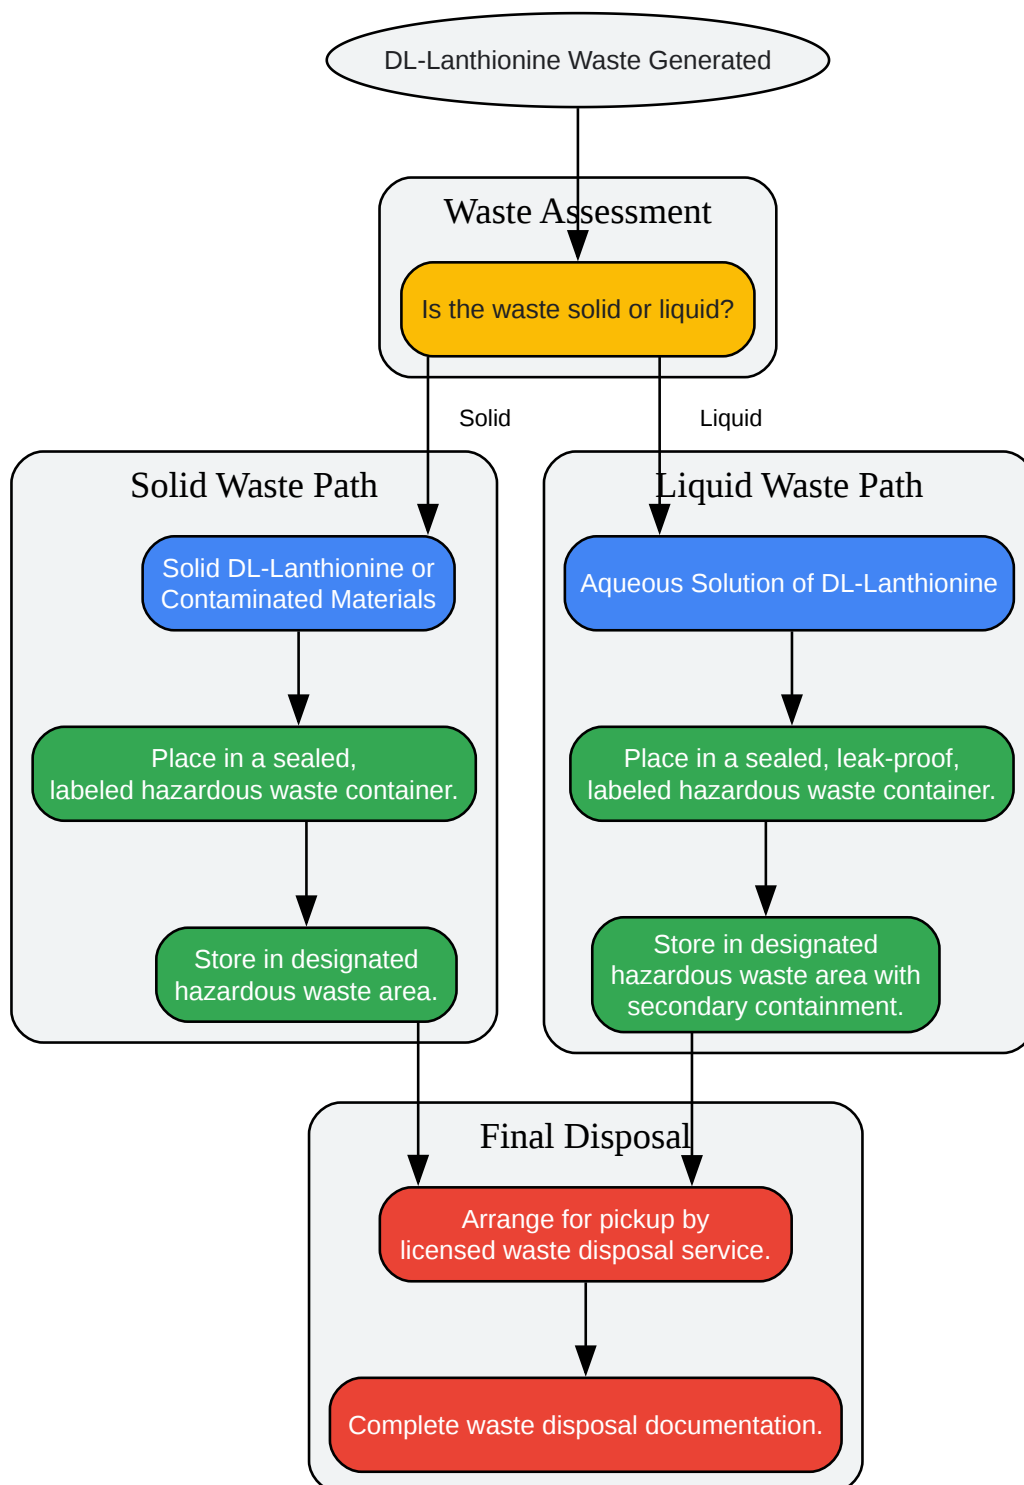 DL-Lanthionine Waste Generated
Waste Assessment
Is the waste solid or liquid?
Solid
Liquid
Solid Waste Path
Solid DL-Lanthionine or
Contaminated Materials
Place in a sealed,
labeled hazardous waste container.
Store in designated
hazardous waste area.
Liquid Waste Path
Aqueous Solution of DL-Lanthionine
Place in a sealed, leak-proof,
labeled hazardous waste container.
Store in designated
hazardous waste area with
secondary containment.
Final Disposal
Arrange for pickup by
licensed waste disposal service.
Complete waste disposal documentation.